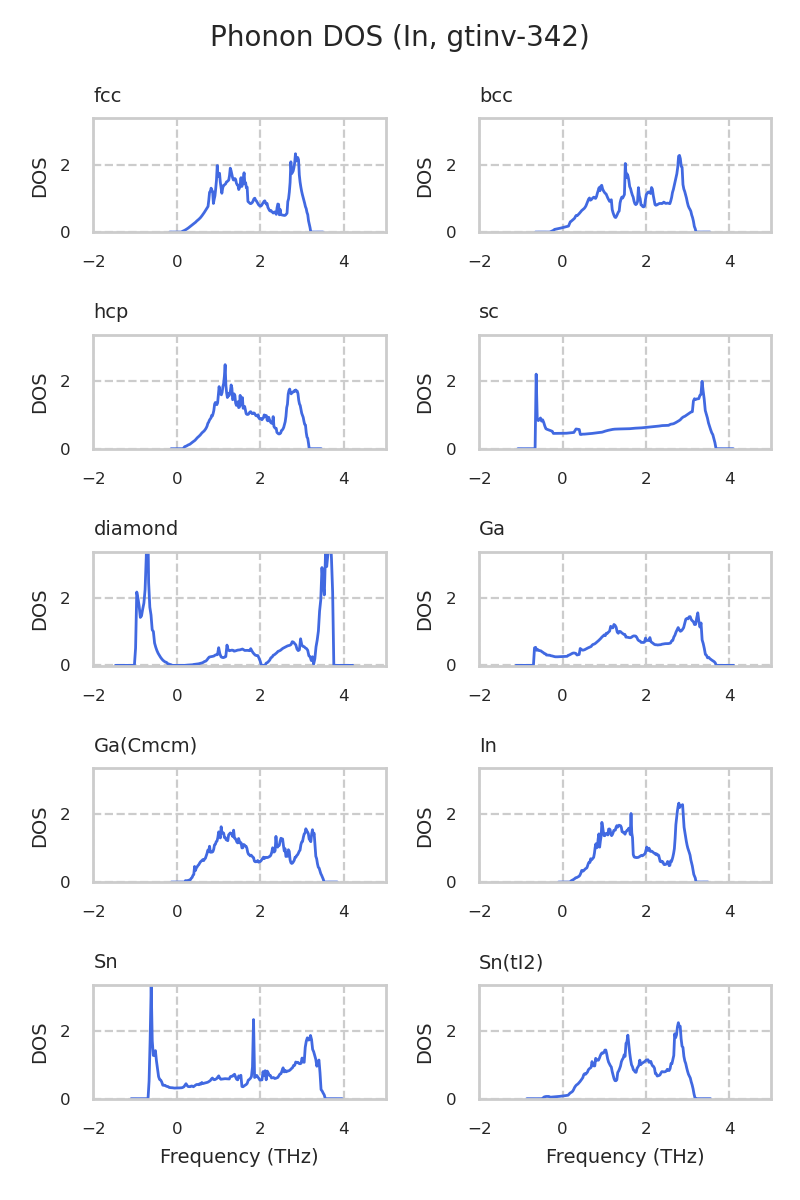 Phonon DOS (In, gtinv-342)
fcc
DOS
2
0
−2 0 2 4
bcc
DOS
2
0
−2 0 2 4
hcp
DOS
2
0
−2 0 2 4
sc
DOS
2
0
−2 0 2 4
diamond
DOS
2
0
−2 0 2 4
Ga
DOS
2
0
−2 0 2 4
Ga(Cmcm)
DOS
2
0
−2 0 2 4
In
DOS
2
0
−2 0 2 4
Sn
DOS
2
0
−2 0 2 4
Frequency (THz)
Sn(tI2)
DOS
2
0
−2 0 2 4
Frequency (THz)